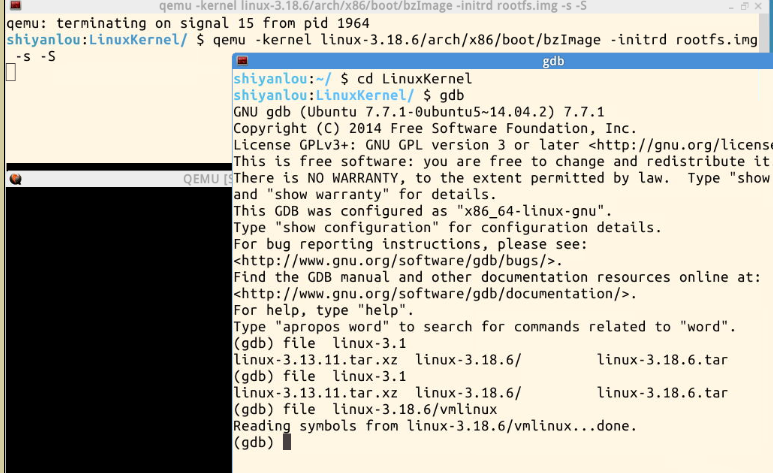 qemu -kernel linux-3.18.6/arch/x86/boot/bzImage -initrd rootfs.img -s -S
qemu: terminating on signal 15 from pid 1964
shiyanlou:LinuxKernel/ $ qemu -kernel linux-3.18.6/arch/x86/boot/bzImage -initrd rootfs.img
-s -S
gdb
shiyanlou:~/ $ cd LinuxKernel
shiyanlou:LinuxKernel/ $ gdb
GNU gdb (Ubuntu 7.7.1-0ubuntu5~14.04.2) 7.7.1
Copyright (C) 2014 Free Software Foundation, Inc.
License GPLv3+: GNU GPL version 3 or later <http://gnu.org/license
This is free software: you are free to change and redistribute it
There is NO WARRANTY, to the extent permitted by law.  Type "show
and "show warranty" for details.
This GDB was configured as "x86_64-linux-gnu".
Type "show configuration" for configuration details.
For bug reporting instructions, please see:
<http://www.gnu.org/software/gdb/bugs/>.
Find the GDB manual and other documentation resources online at:
<http://www.gnu.org/software/gdb/documentation/>.
For help, type "help".
Type "apropos word" to search for commands related to "word".
(gdb) file  linux-3.1
linux-3.13.11.tar.xz  linux-3.18.6/         linux-3.18.6.tar
(gdb) file  linux-3.1
linux-3.13.11.tar.xz  linux-3.18.6/         linux-3.18.6.tar
(gdb) file  linux-3.18.6/vmlinux
Reading symbols from linux-3.18.6/vmlinux...done.
(gdb)
QEMU [S